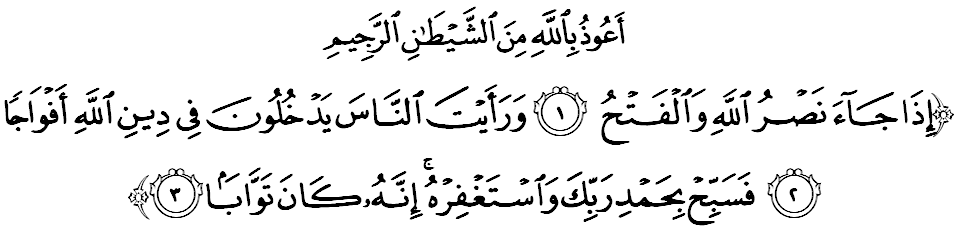 أَعُوذُ بِٱللَّهِ مِنَ ٱلشَّيْطَٰنِ ٱلرَّجِيمِ
﴿إِذَا جَآءَ نَصْرُ ٱللَّهِ وَٱلْفَتْحُ ١ وَرَأَيْتَ ٱلنَّاسَ يَدْخُلُونَ فِى دِينِ ٱللَّهِ أَفْوَاجًا
٢ فَسَبِّحْ بِحَمْدِ رَبِّكَ وَٱسْتَغْفِرْهُ ۚ إِنَّهُۥ كَانَ تَوَّابًۢا ٣﴾